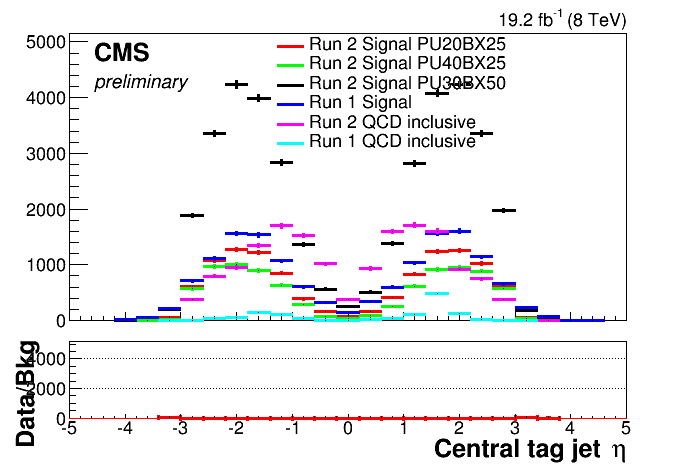 19.2 fb-1 (8 TeV)
CMS
preliminary
Run 2 Signal PU20BX25
Run 2 Signal PU40BX25
Run 2 Signal PU30BX50
Run 1 Signal
Run 2 QCD inclusive
Run 1 QCD inclusive
5000
4000
3000
2000
1000
0
Data/Bkg
4000
2000
0
-5 -4 -3 -2 -1 0 1 2 3 4 5
Central tag jet η